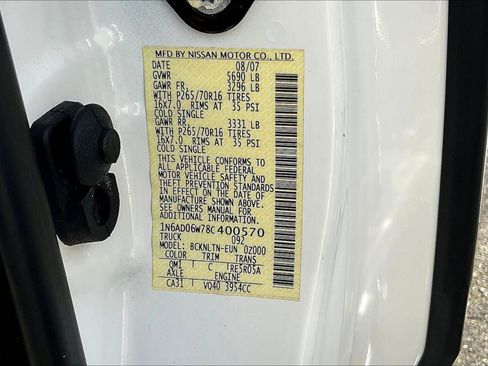 MFD BY NISSAN MOTOR CO., LTD.
DATE 08/07
GVWR 5690 LB
GAWR FR. 3296 LB
WITH P265/70R16 TIRES
16X7.0 RIMS AT 35 PSI
COLD SINGLE
GAWR RR. 3331 LB
WITH P265/70R16 TIRES
16X7.0 RIMS AT 35 PSI
COLD SINGLE
THIS VEHICLE CONFORMS TO
ALL APPLICABLE FEDERAL
MOTOR VEHICLE SAFETY AND
THEFT PREVENTION STANDARDS
IN EFFECT ON THE DATE OF
MANUFACTURE SHOWN ABOVE.
SEE OWNERS MANUAL FOR
ADDITIONAL INFORMATION.
1N6AD06W78C400570
TRUCK 092
MODEL: BCKNLTN-EUN 02000
COLOR TRIM TRANS
QM1 C TRE5R05A
AXLE ENGINE
CA31 VQ40 3954CC